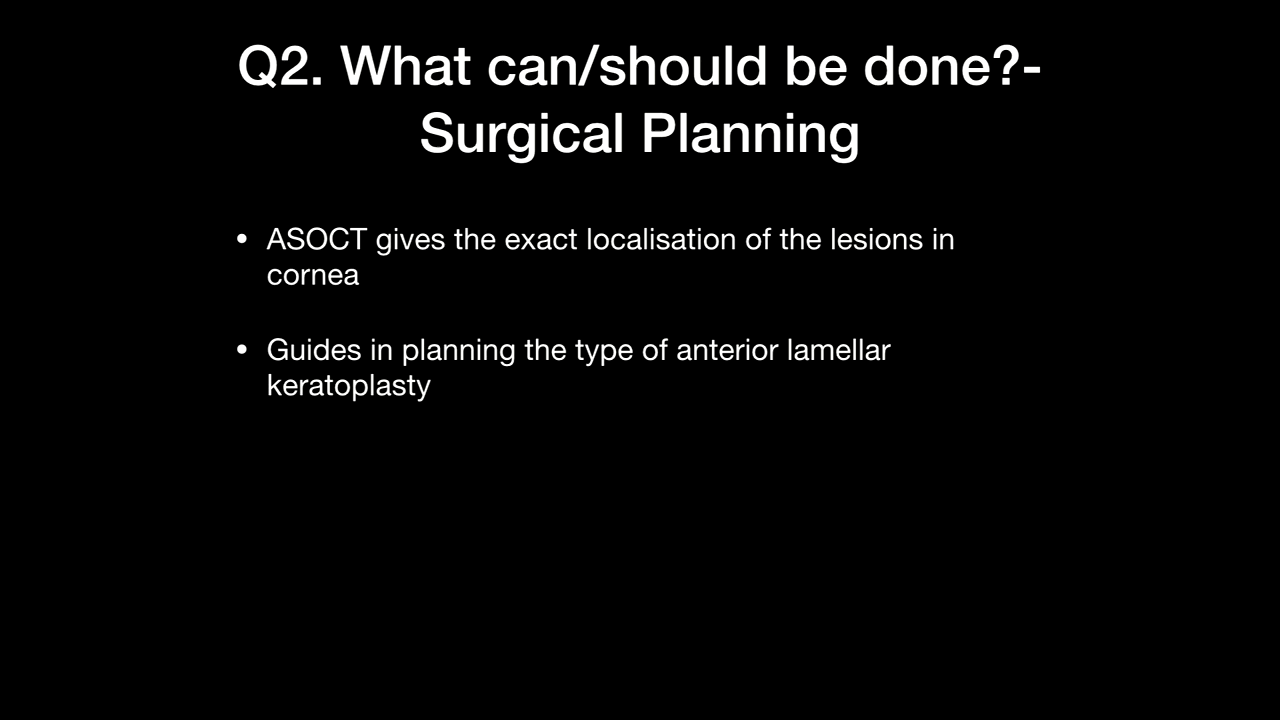 Q2. What can/should be done?-
Surgical Planning
• ASOCT gives the exact localisation of the lesions in
cornea
• Guides in planning the type of anterior lamellar
keratoplasty